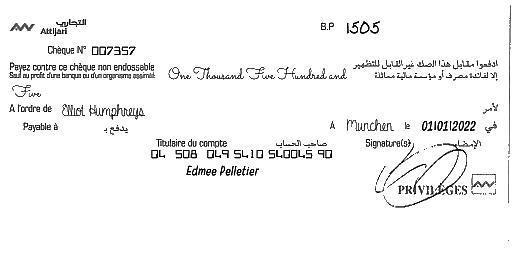 التجاري
Attijari
B.P 1505
Chèque N° 007357
Payez contre ce chèque non endossable
Sauf au profit d'une banque ou d'un organisme assimilé
One Thousand Five Hundred and
ادفعوا مقابل هذا الصك غير القابل للتظهير
إلا لفائدة مصرف أو مؤسسة مالية مماثلة
Five
A l'ordre de Elliot Humphreys
لأمر
Payable à
يدفع بـ
A Munchen le 01/01/2022 في
Titulaire du compte صاحب الحساب
Signature(s) الإمضاء
04 508 049 5410 540045 90
Edmee Pelletier
PRIVILÈGES